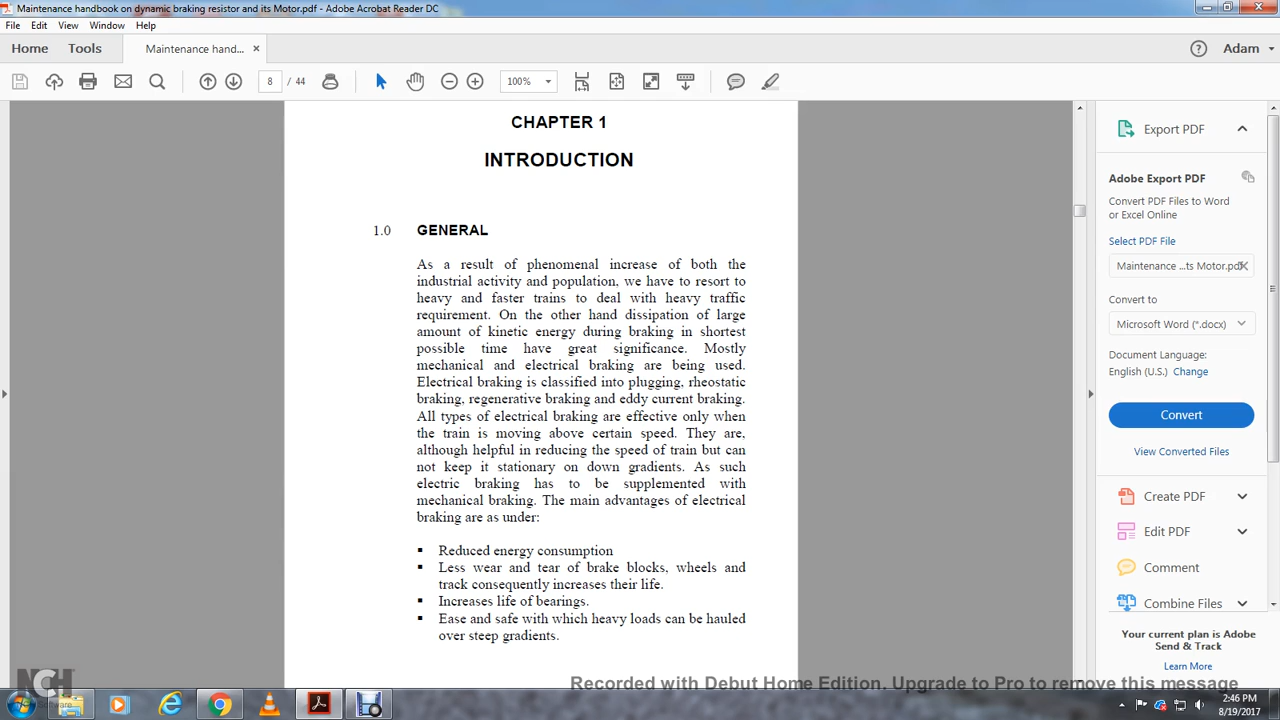 Maintenance handbook on dynamic braking resistor and its Motor.pdf - Adobe Acrobat Reader DC
File Edit View Window Help
Home Tools Maintenance hand... × Adam
8 / 44 100%
CHAPTER 1
INTRODUCTION
1.0 GENERAL
As a result of phenomenal increase of both the
industrial activity and population, we have to resort to
heavy and faster trains to deal with heavy traffic
requirement. On the other hand dissipation of large
amount of kinetic energy during braking in shortest
possible time have great significance. Mostly
mechanical and electrical braking are being used.
Electrical braking is classified into plugging, rheostatic
braking, regenerative braking and eddy current braking.
All types of electrical braking are effective only when
the train is moving above certain speed. They are,
although helpful in reducing the speed of train but can
not keep it stationary on down gradients. As such
electric braking has to be supplemented with
mechanical braking. The main advantages of electrical
braking are as under:
▪ Reduced energy consumption
▪ Less wear and tear of brake blocks, wheels and
track consequently increases their life.
▪ Increases life of bearings.
▪ Ease and safe with which heavy loads can be hauled
over steep gradients.
Export PDF
Adobe Export PDF
Convert PDF Files to Word
or Excel Online
Select PDF File
Maintenance ...ts Motor.pdf
Convert to
Microsoft Word (*.docx)
Document Language:
English (U.S.) Change
Convert
View Converted Files
Create PDF
Edit PDF
Comment
Combine Files
Your current plan is Adobe
Send & Track
Learn More
NCH
Software
Recorded with Debut Home Edition. Upgrade to Pro to remove this message
2:46 PM
8/19/2017